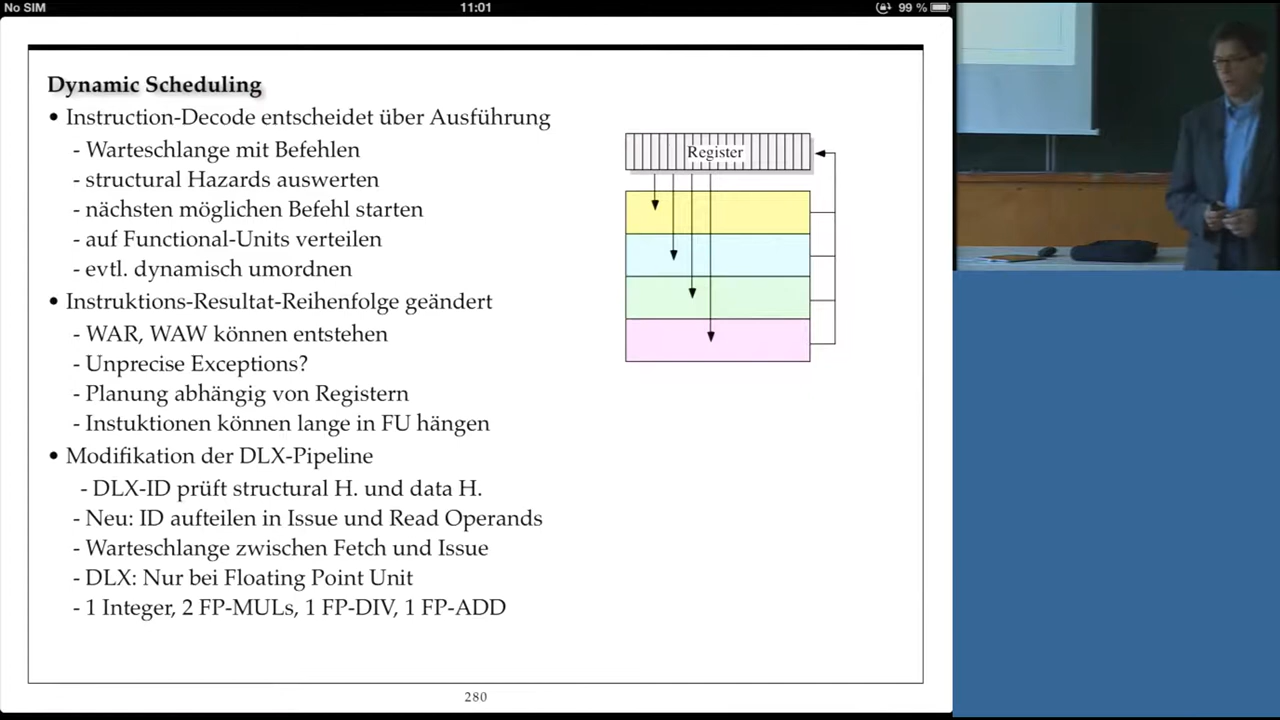 No SIM
11:01
99 %
Dynamic Scheduling
• Instruction-Decode entscheidet über Ausführung
- Warteschlange mit Befehlen
- structural Hazards auswerten
- nächsten möglichen Befehl starten
- auf Functional-Units verteilen
- evtl. dynamisch umordnen
• Instruktions-Resultat-Reihenfolge geändert
- WAR, WAW können entstehen
- Unprecise Exceptions?
- Planung abhängig von Registern
- Instuktionen können lange in FU hängen
• Modifikation der DLX-Pipeline
- DLX-ID prüft structural H. und data H.
- Neu: ID aufteilen in Issue und Read Operands
- Warteschlange zwischen Fetch und Issue
- DLX: Nur bei Floating Point Unit
- 1 Integer, 2 FP-MULs, 1 FP-DIV, 1 FP-ADD
Register
280